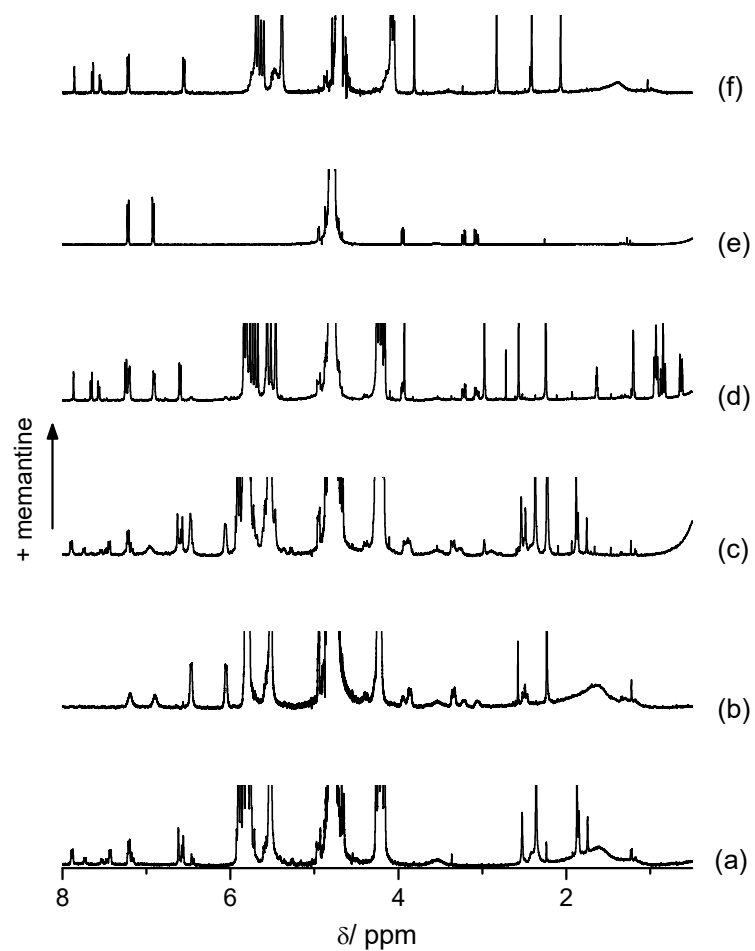 (f)
(e)
(d)
+ memantine
(c)
(b)
(a)
8 6 4 2
δ/ ppm